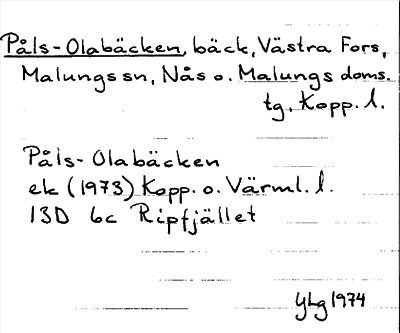 Påls-Olabäcken, bäck, Västra Fors,
Malungs sn, Nås o. Malungs doms.
tg, Kopp. l.
Påls-Olabäcken
ek (1973) Kopp. o. Värml. l.
13D 6c Ripfjället
YLg 1974